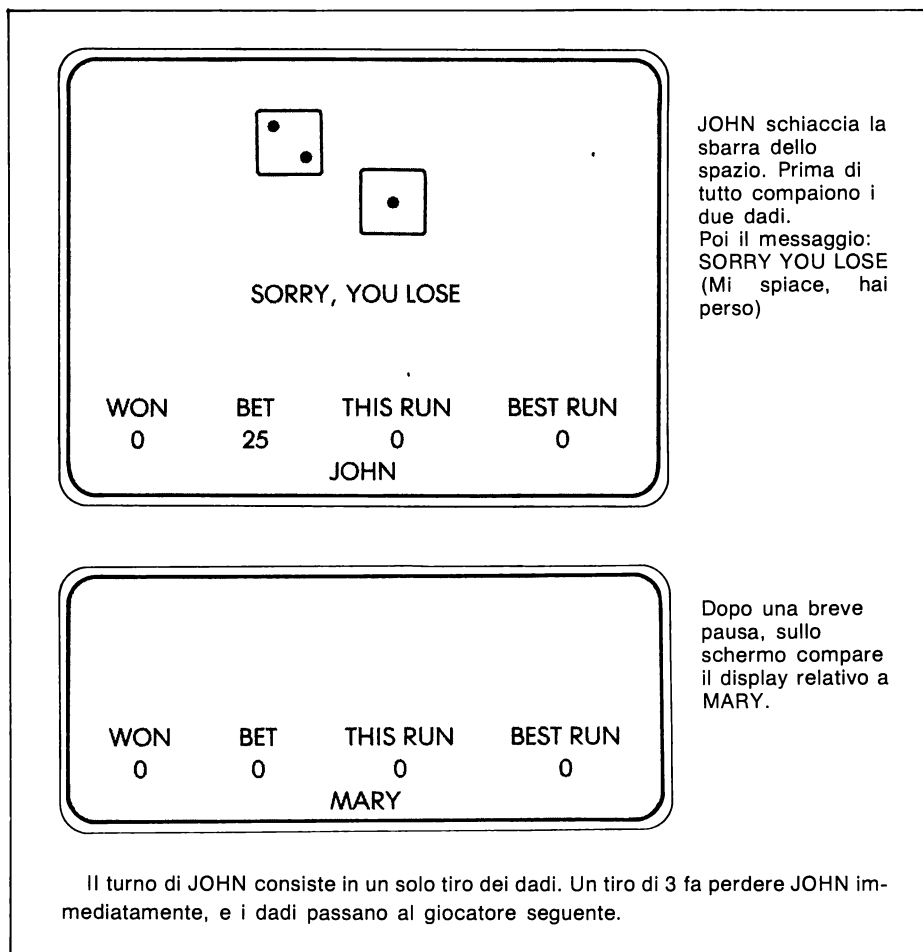 JOHN schiaccia la
sbarra dello
spazio. Prima di
tutto compaiono i
due dadi.
Poi il messaggio:
SORRY YOU LOSE
(Mi spiace, hai
perso)
SORRY, YOU LOSE
WON BET THIS RUN BEST RUN
0 25 0 0
JOHN
Dopo una breve
pausa, sullo
schermo compare
il display relativo a
MARY.
WON BET THIS RUN BEST RUN
0 0 0 0
MARY
Il turno di JOHN consiste in un solo tiro dei dadi. Un tiro di 3 fa perdere JOHN im-
mediatamente, e i dadi passano al giocatore seguente.